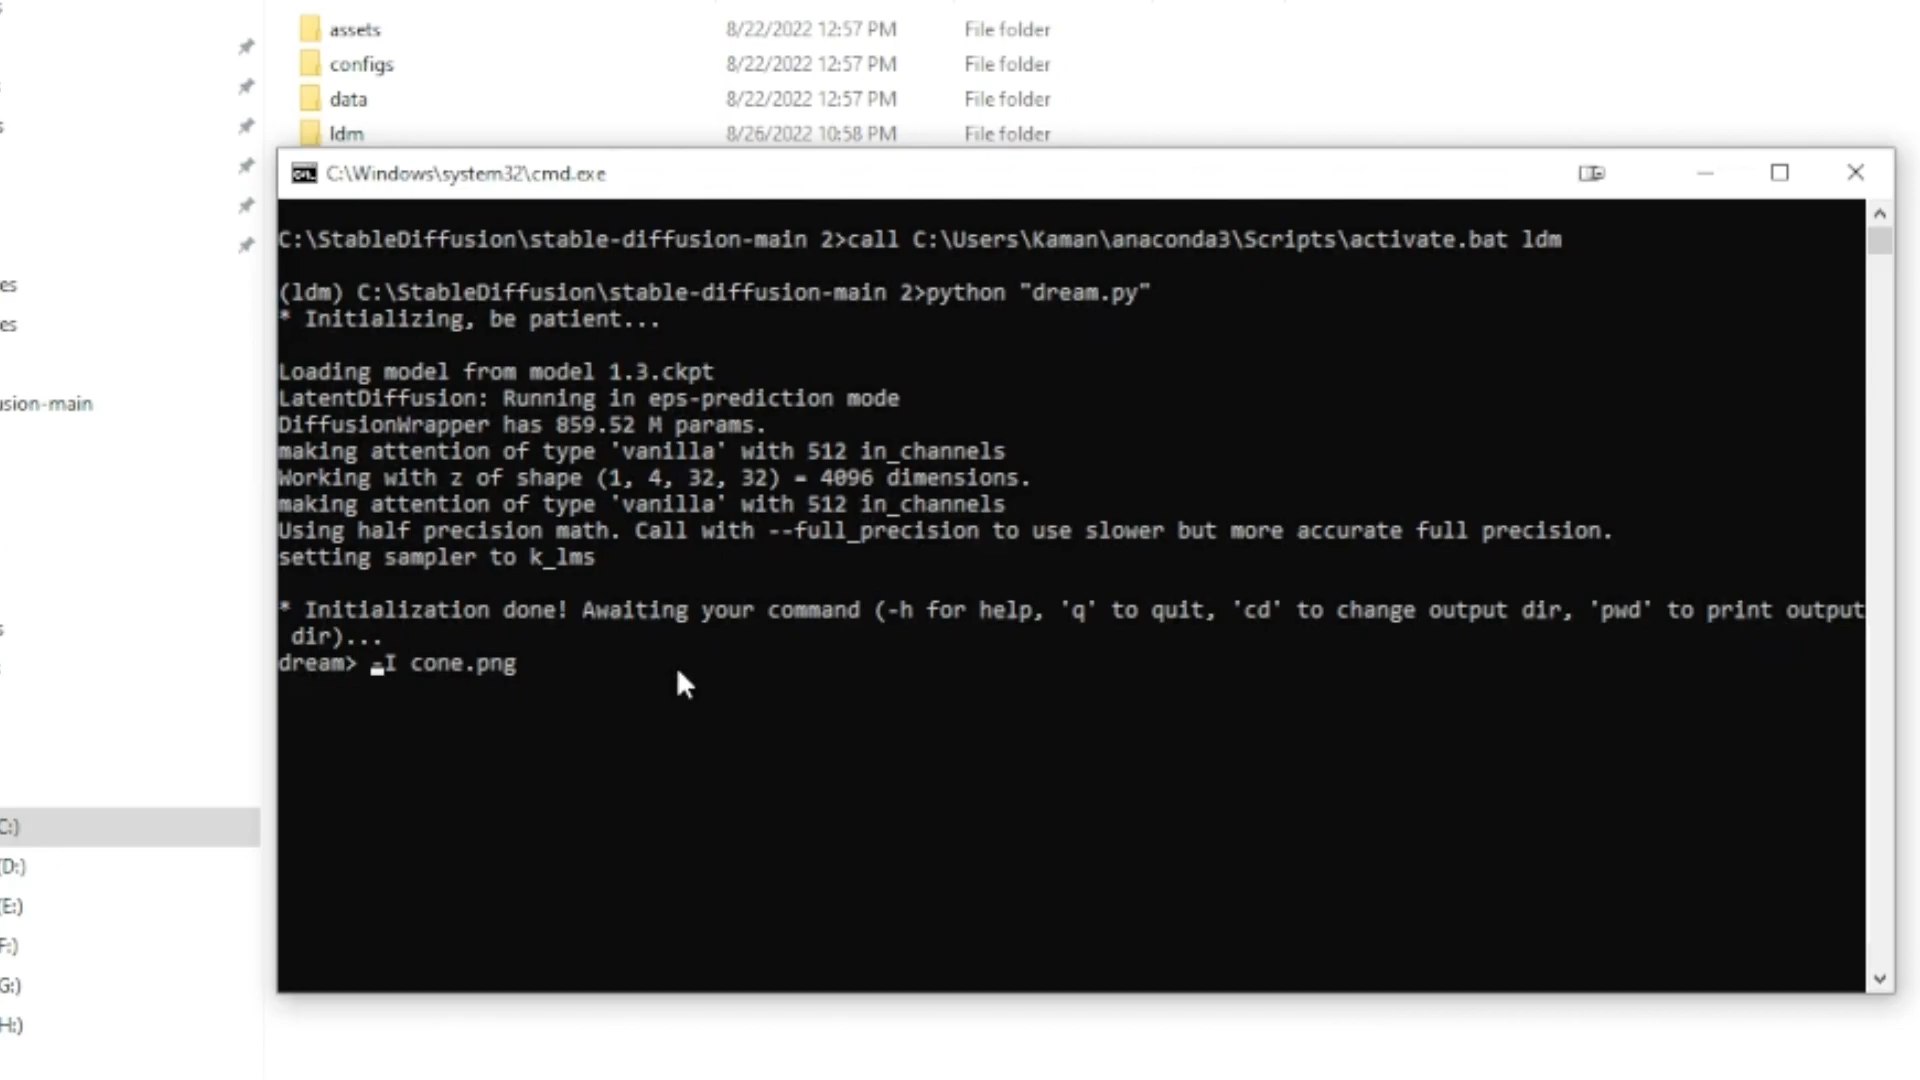 assets 8/22/2022 12:57 PM File folder
configs 8/22/2022 12:57 PM File folder
data 8/22/2022 12:57 PM File folder
ldm 8/26/2022 10:58 PM File folder
C:\Windows\system32\cmd.exe
C:\StableDiffusion\stable-diffusion-main 2>call C:\Users\Kaman\anaconda3\Scripts\activate.bat ldm
(ldm) C:\StableDiffusion\stable-diffusion-main 2>python "dream.py"
* Initializing, be patient...
Loading model from model 1.3.ckpt
LatentDiffusion: Running in eps-prediction mode
DiffusionWrapper has 859.52 M params.
making attention of type 'vanilla' with 512 in_channels
Working with z of shape (1, 4, 32, 32) = 4096 dimensions.
making attention of type 'vanilla' with 512 in_channels
Using half precision math. Call with --full_precision to use slower but more accurate full precision.
setting sampler to k_lms
* Initialization done! Awaiting your command (-h for help, 'q' to quit, 'cd' to change output dir, 'pwd' to print output
dir)...
dream> -I cone.png
es
es
usion-main
C:)
(D:)
(E:)
F:)
G:)
H:)